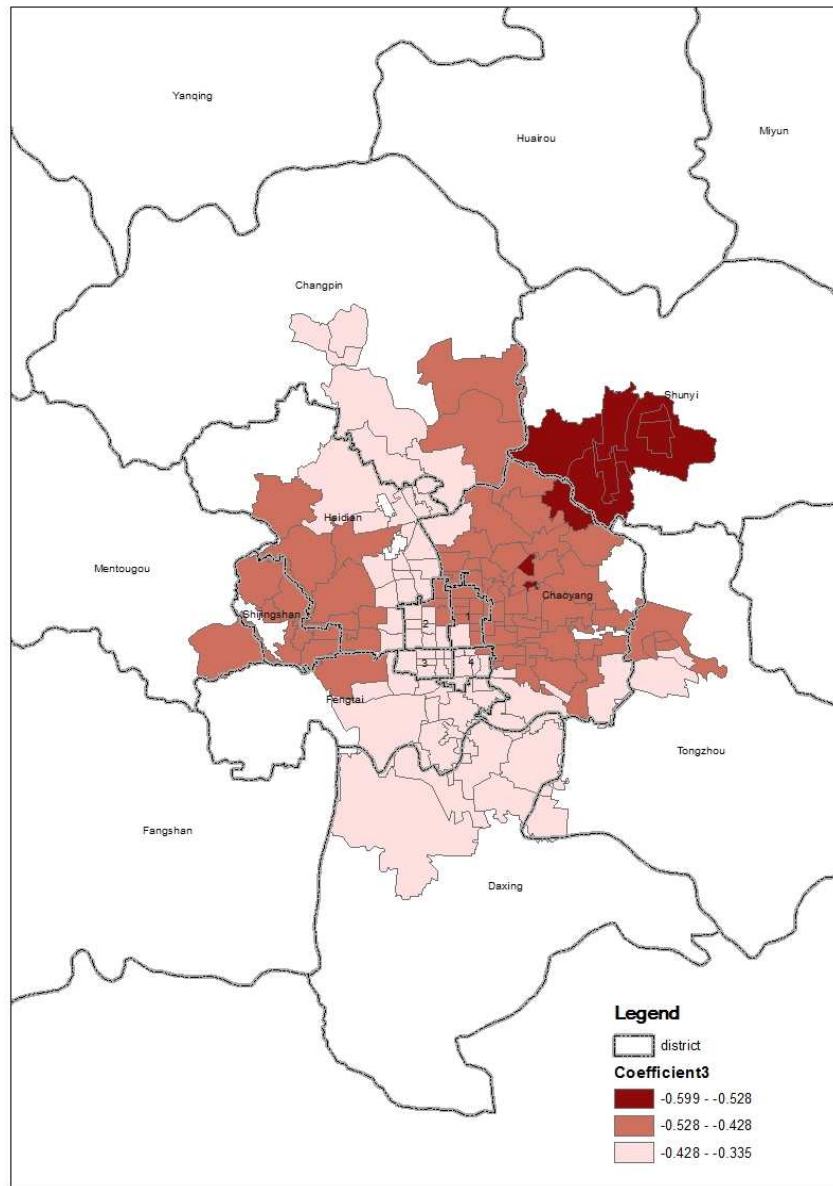 Yanqing
Huairou
Miyun
Changpin
Shunyi
Haidian
Mentougou
Chaoyang
Shijingshan
1
2
3
4
Fengtai
Tongzhou
Fangshan
Daxing
Legend
district
Coefficient3
-0.599 - -0.528
-0.528 - -0.428
-0.428 - -0.335